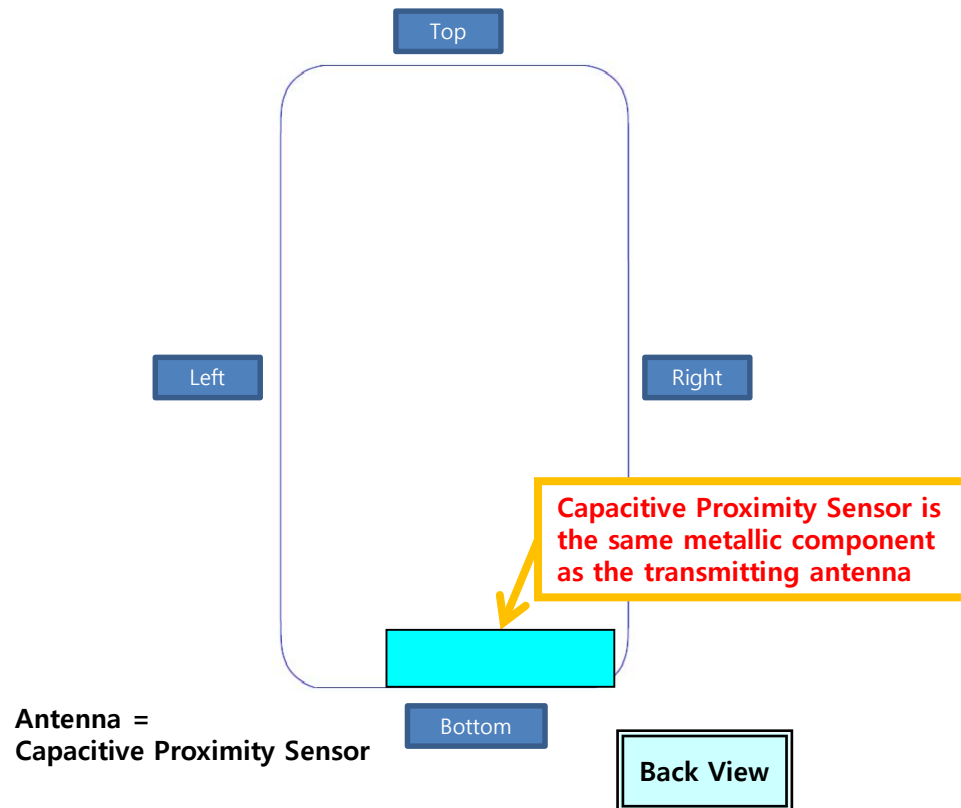 Top
Left
Right
Capacitive Proximity Sensor is
the same metallic component
as the transmitting antenna
Antenna =
Capacitive Proximity Sensor
Bottom
Back View